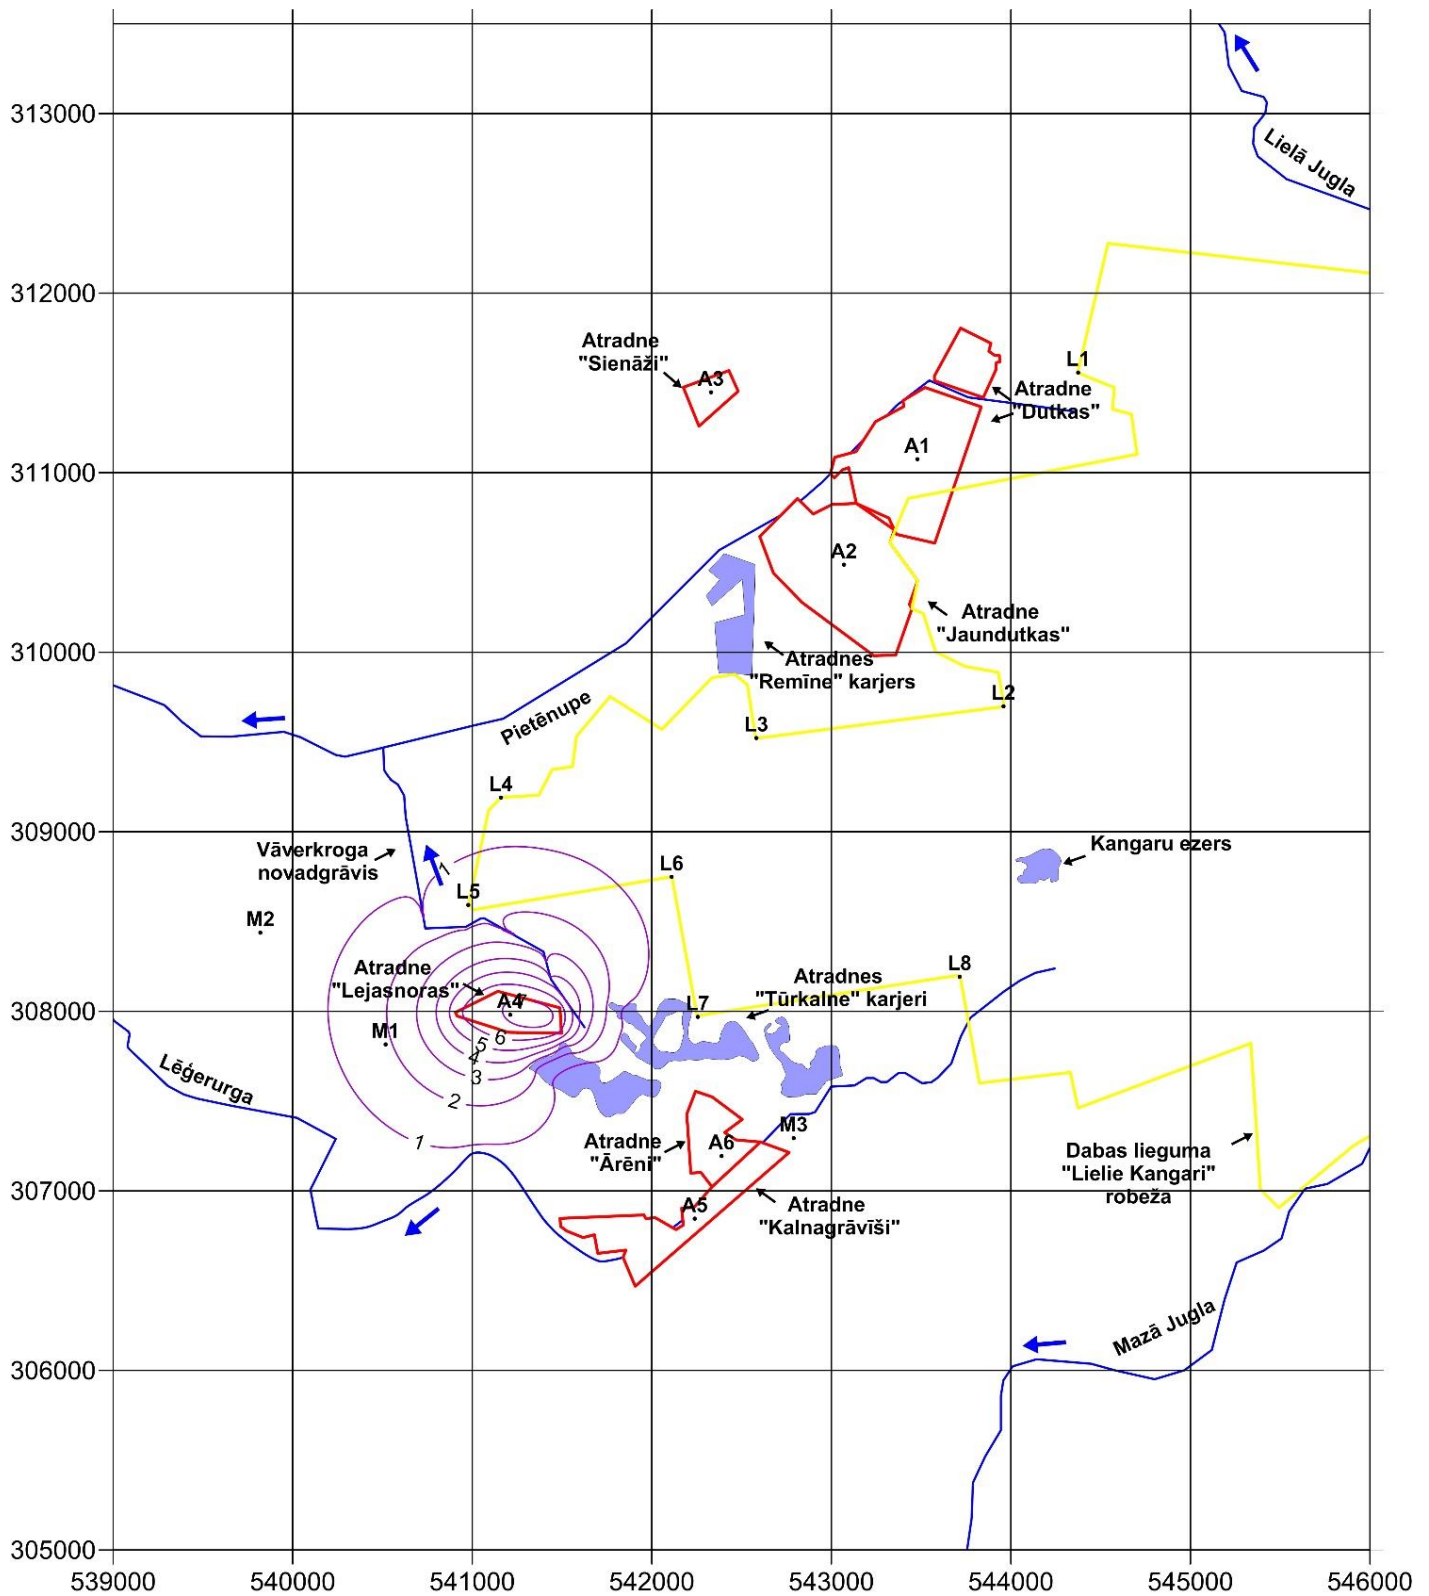 313000
Lielā Jugla
312000
Atradne
"Sienāži"
A3
L1
Atradne
"Dutkas"
A1
311000
A2
Atradne
"Jaundutkas"
310000
Atradnes
"Remīne" karjers
L2
Pietēnupe
L3
L4
309000
Vāverkroga
novadgrāvis
1
Kangaru ezers
L6
L5
M2
L8
Atradne
"Lejasnoras"
Atradnes
"Tūrkalne" karjeri
308000
A4
7
L7
M1
6
5
4
3
2
1
Lēģerurga
M3
Atradne
"Ārēni"
A6
Dabas lieguma
"Lielie Kangari"
robeža
307000
A5
Atradne
"Kalnagrāvīši"
Mazā Jugla
306000
305000
539000 540000 541000 542000 543000 544000 545000 546000